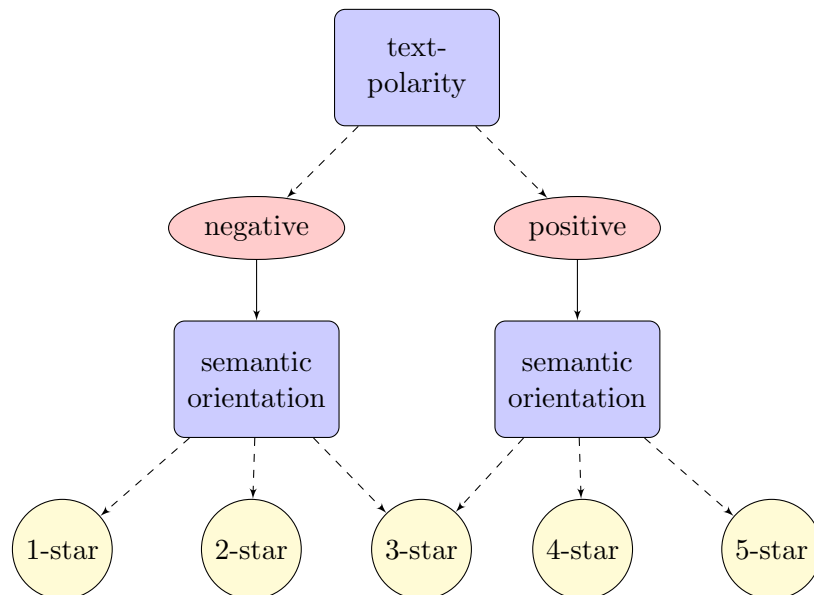 text-
polarity
negative
positive
semantic
orientation
semantic
orientation
1-star
2-star
3-star
4-star
5-star